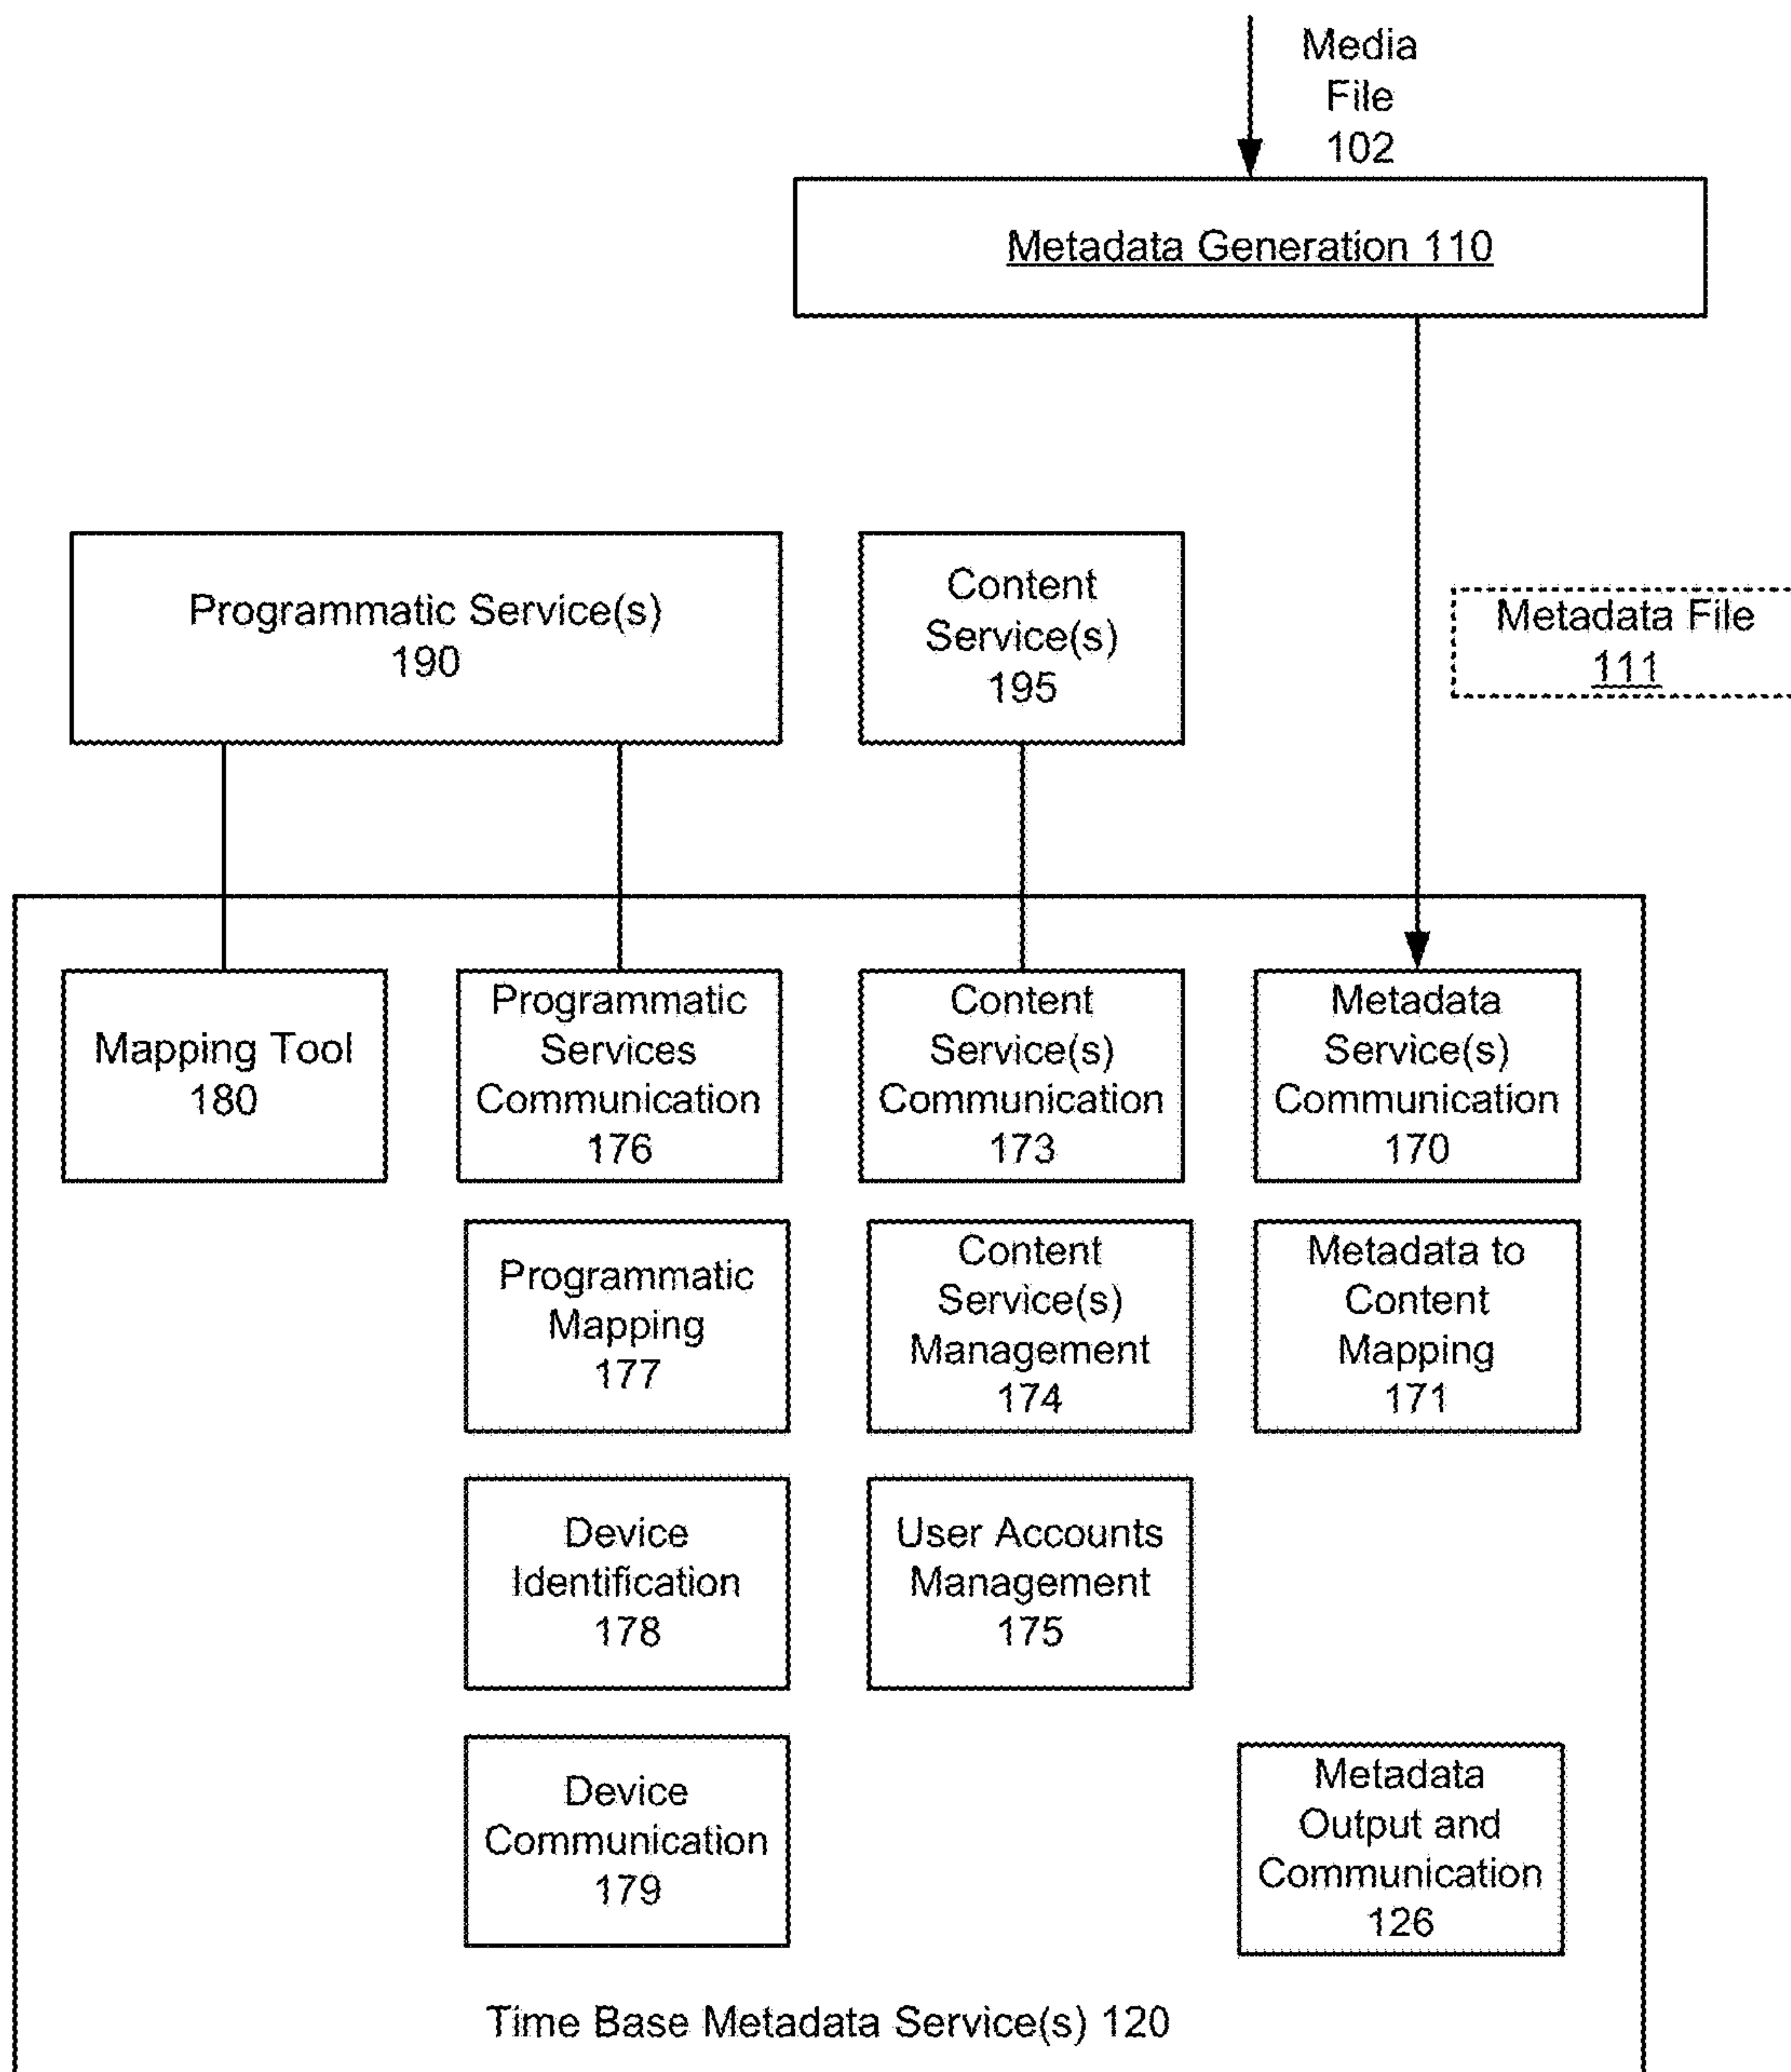 Media
File
102
Metadata Generation 110
Programmatic Service(s)
190
Content
Service(s)
195
Metadata File
111
Mapping Tool
180
Programmatic
Services
Communication
176
Content
Service(s)
Communication
173
Metadata
Service(s)
Communication
170
Programmatic
Mapping
177
Content
Service(s)
Management
174
Metadata to
Content
Mapping
171
Device
Identification
178
User Accounts
Management
175
Device
Communication
179
Metadata
Output and
Communication
126
Time Base Metadata Service(s) 120